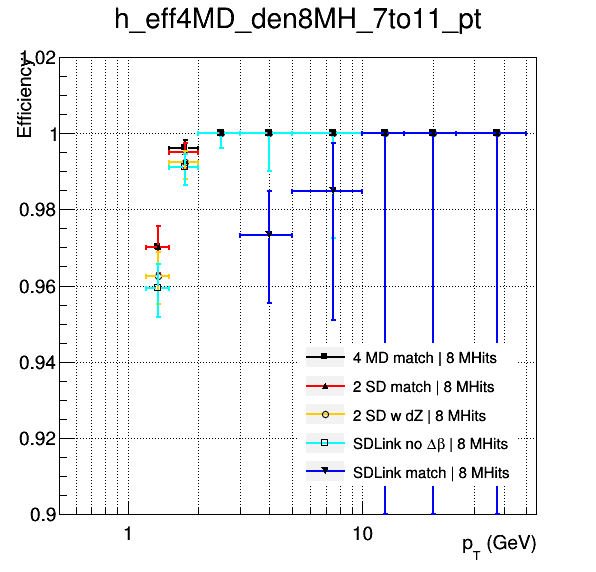 h_eff4MD_den8MH_7to11_pt
Efficiency
1.02
1
0.98
0.96
0.94
0.92
0.9
4 MD match | 8 MHits
2 SD match | 8 MHits
2 SD w dZ | 8 MHits
SDLink no Δβ | 8 MHits
SDLink match | 8 MHits
1
10
p_T (GeV)